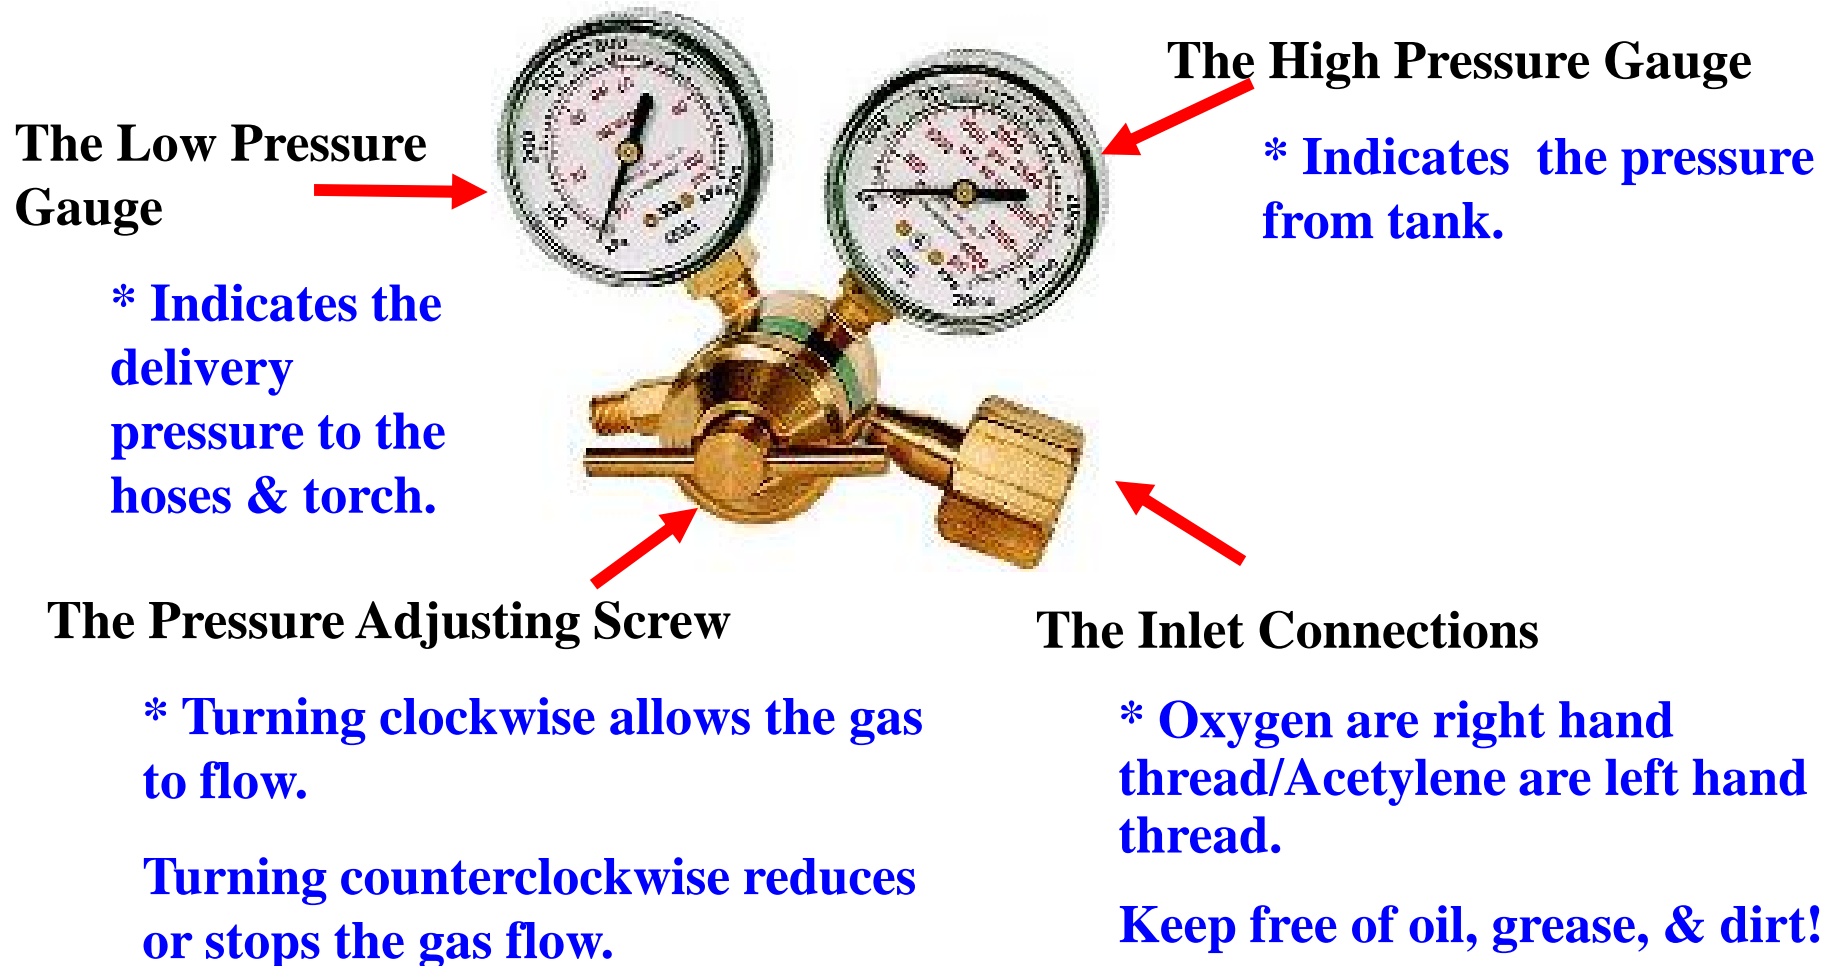 The High Pressure Gauge
* Indicates  the pressure
from tank.
The Low Pressure
Gauge
* Indicates the
delivery
pressure to the
hoses & torch.
The Pressure Adjusting Screw
* Turning clockwise allows the gas
to flow.
Turning counterclockwise reduces
or stops the gas flow.
The Inlet Connections
* Oxygen are right hand
thread/Acetylene are left hand
thread.
Keep free of oil, grease, & dirt!